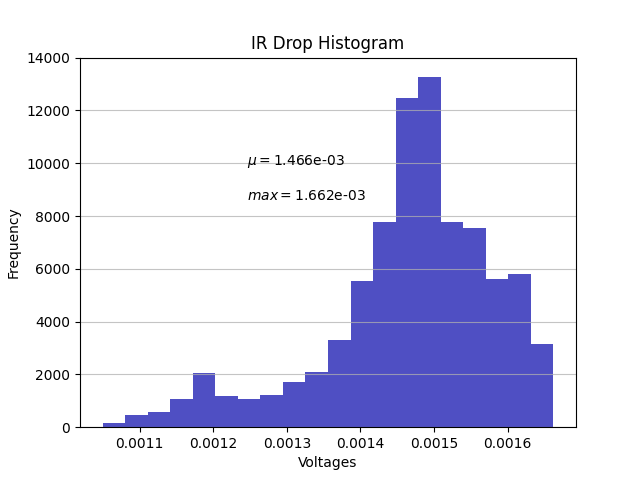 IR Drop Histogram
14000
12000
10000
8000
6000
4000
2000
0
Frequency
μ = 1.466e-03
max = 1.662e-03
0.0011 0.0012 0.0013 0.0014 0.0015 0.0016
Voltages